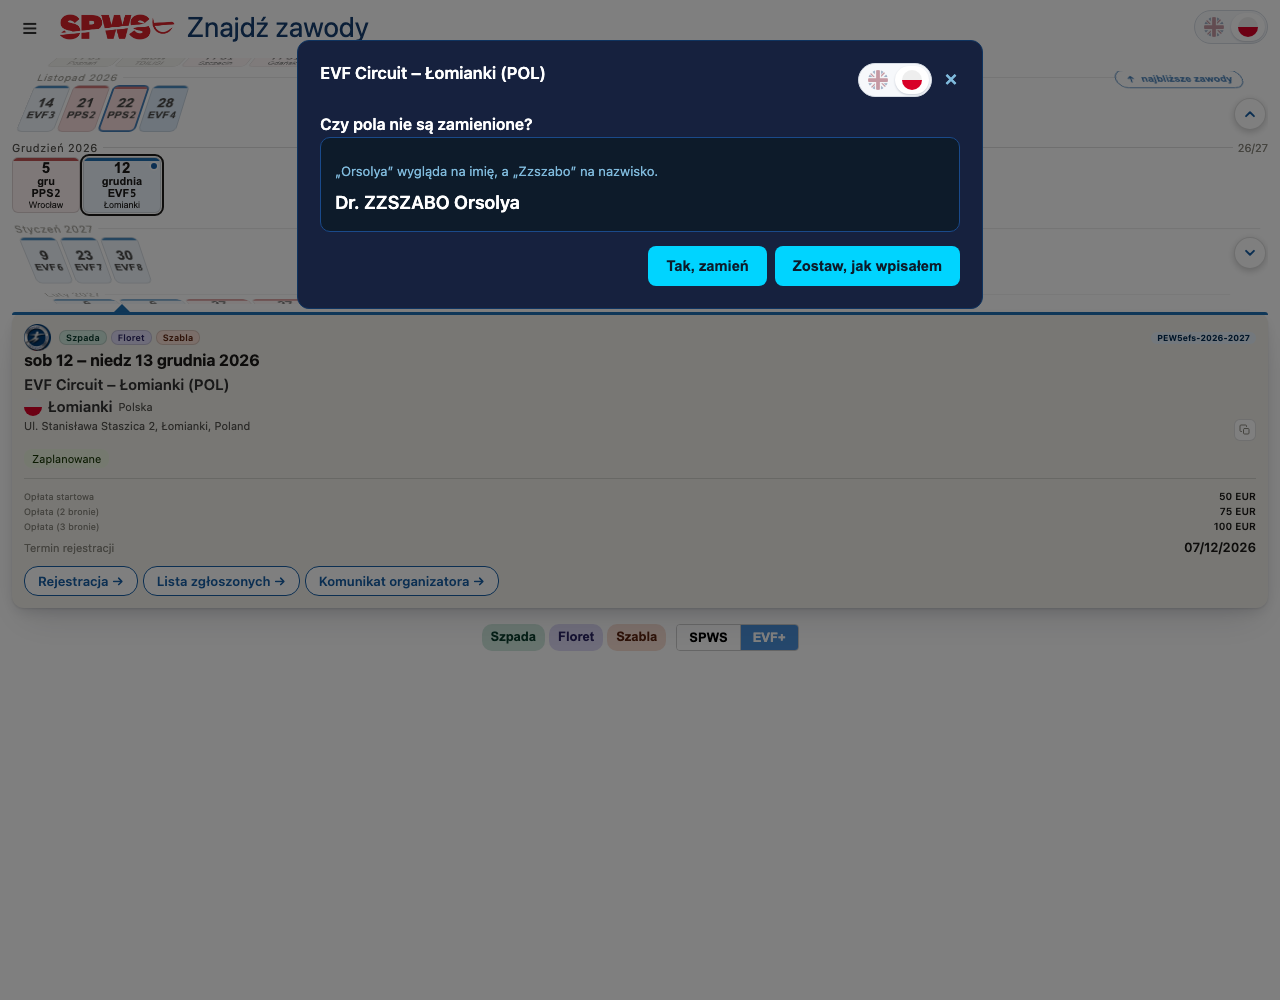 SPWS Znajdź zawody
EVF Circuit – Łomianki (POL)
×
Czy pola nie są zamienione?
„Orsolya” wygląda na imię, a „Zzszabo” na nazwisko.
Dr. ZZSZABO Orsolya
Tak, zamień
Zostaw, jak wpisałem
Listopad 2026
↑ najbliższe zawody
14 EVF3
21 PPS2
22 PPS2
28 EVF4
Grudzień 2026
26/27
5 gru PPS2 Wrocław
12 grudnia EVF5 Łomianki
Styczeń 2027
9 EVF6
23 EVF7
30 EVF8
Szpada Floret Szabla
PEW5efs-2026-2027
sob 12 – niedz 13 grudnia 2026
EVF Circuit – Łomianki (POL)
Łomianki Polska
Ul. Stanisława Staszica 2, Łomianki, Poland
Zaplanowane
Opłata startowa 50 EUR
Opłata (2 bronie) 75 EUR
Opłata (3 bronie) 100 EUR
Termin rejestracji 07/12/2026
Rejestracja → Lista zgłoszonych → Komunikat organizatora →
Szpada Floret Szabla SPWS EVF+